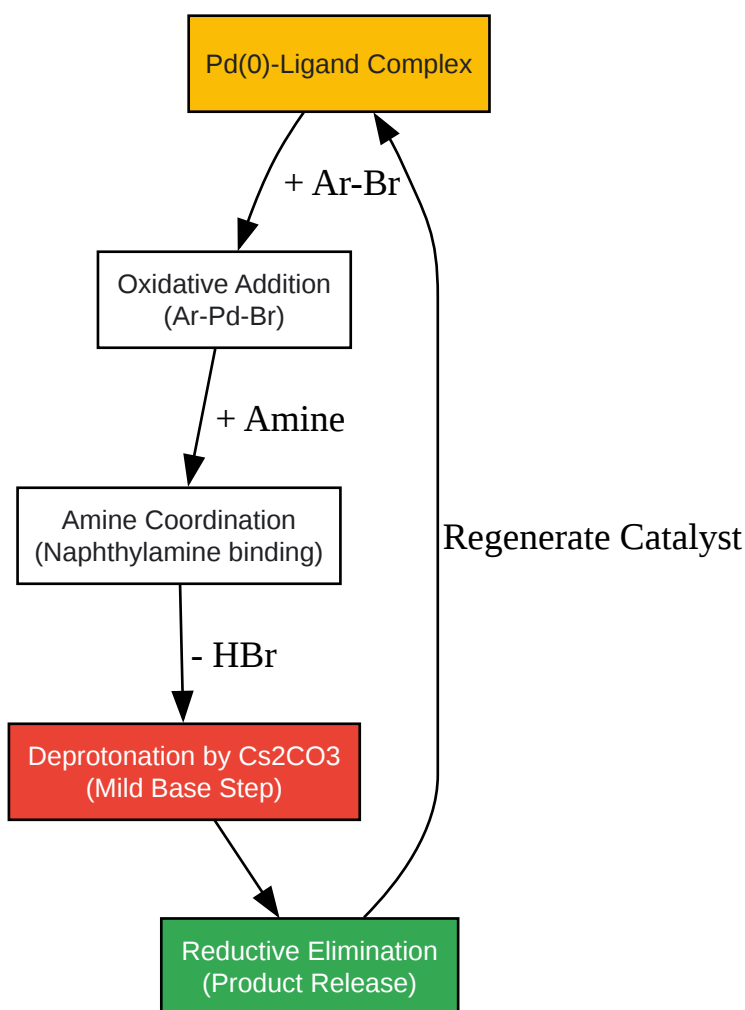 Pd(0)-Ligand Complex
+ Ar-Br
Oxidative Addition
(Ar-Pd-Br)
+ Amine
Amine Coordination
(Naphthylamine binding)
Regenerate Catalyst
- HBr
Deprotonation by Cs2CO3
(Mild Base Step)
Reductive Elimination
(Product Release)